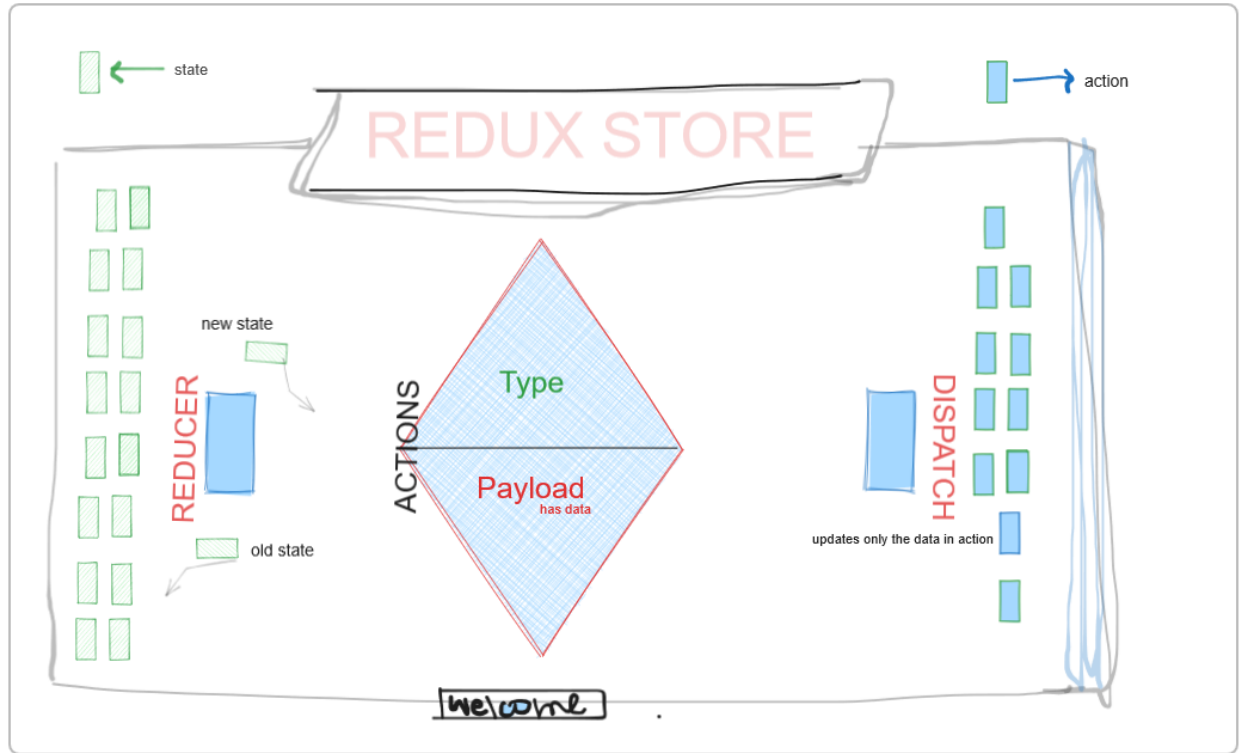 state
action
REDUX STORE
new state
Type
REDUCER
ACTIONS
DISPATCH
Payload
has data
updates only the data in action
old state
welcome